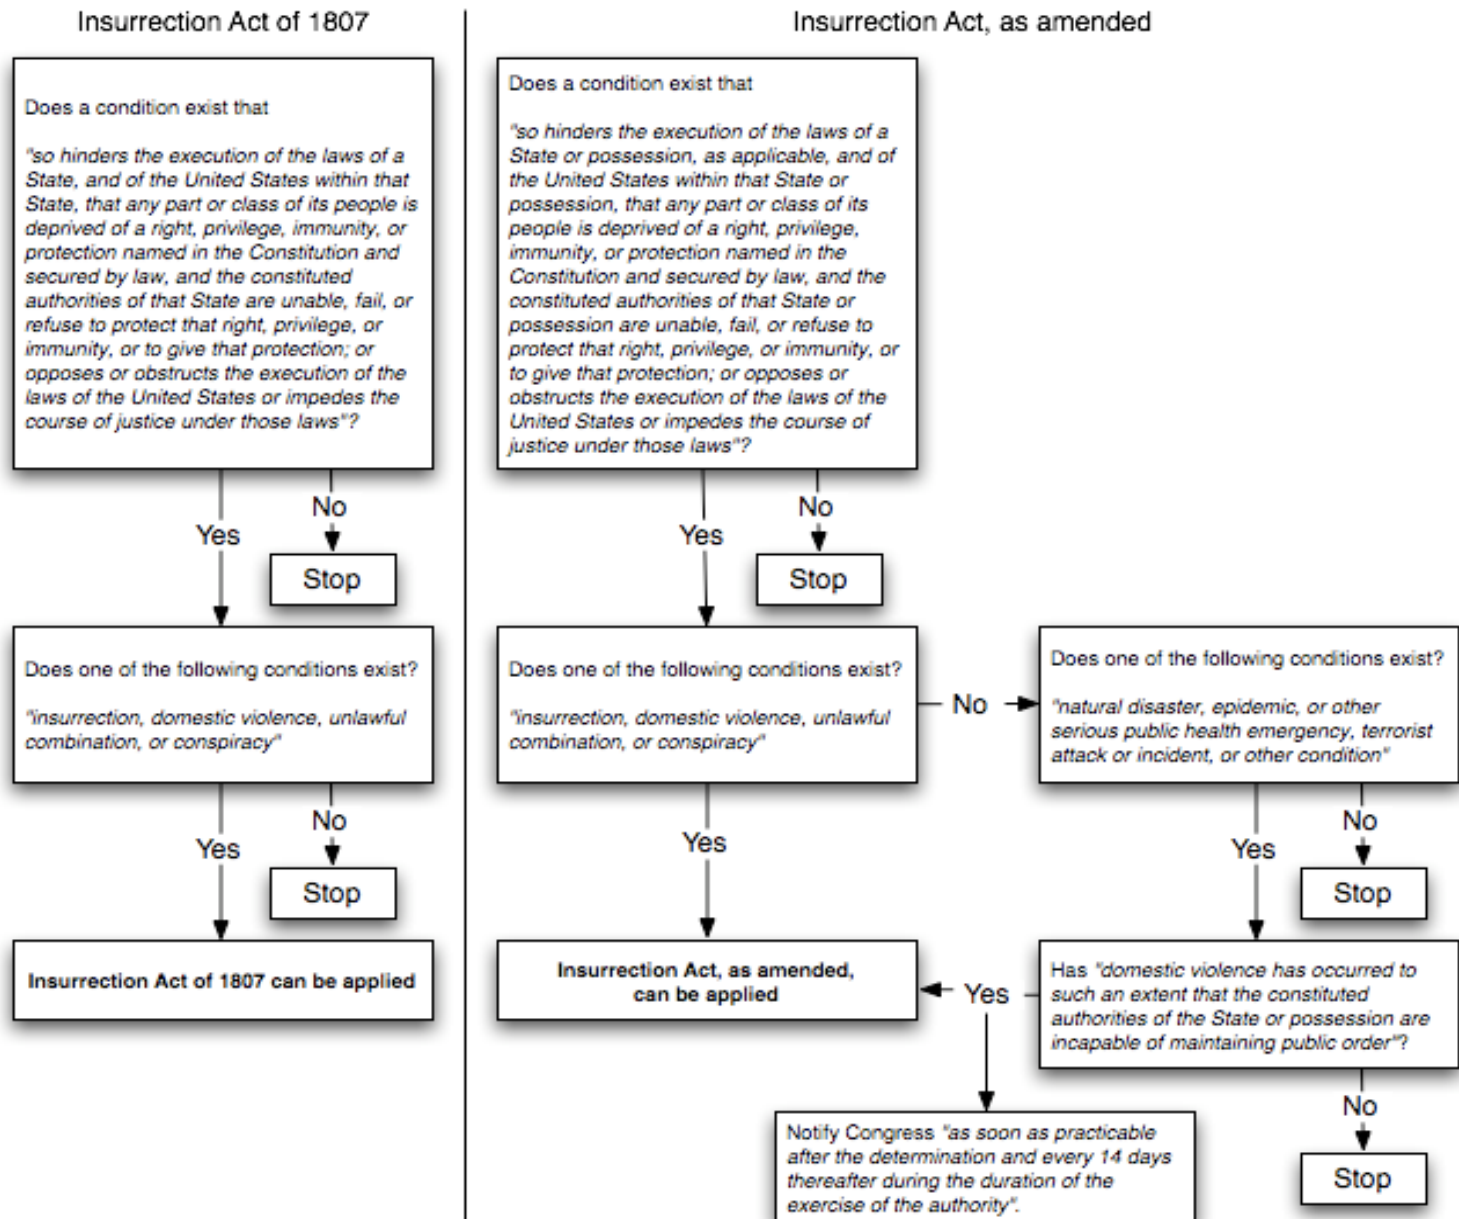 Insurrection Act of 1807
Does a condition exist that
"so hinders the execution of the laws of a
State, and of the United States within that
State, that any part or class of its people is
deprived of a right, privilege, immunity, or
protection named in the Constitution and
secured by law, and the constituted
authorities of that State are unable, fail, or
refuse to protect that right, privilege, or
immunity, or to give that protection; or
opposes or obstructs the execution of the
laws of the United States or impedes the
course of justice under those laws"?
No
Yes
Stop
Does one of the following conditions exist?
"insurrection, domestic violence, unlawful
combination, or conspiracy"
No
Yes
Stop
Insurrection Act of 1807 can be applied
Insurrection Act, as amended
Does a condition exist that
"so hinders the execution of the laws of a
State or possession, as applicable, and of
the United States within that State or
possession, that any part or class of its
people is deprived of a right, privilege,
immunity, or protection named in the
Constitution and secured by law, and the
constituted authorities of that State or
possession are unable, fail, or refuse to
protect that right, privilege, or immunity, or
to give that protection; or opposes or
obstructs the execution of the laws of the
United States or impedes the course of
justice under those laws"?
No
Yes
Stop
Does one of the following conditions exist?
"insurrection, domestic violence, unlawful
combination, or conspiracy"
No
Does one of the following conditions exist?
"natural disaster, epidemic, or other
serious public health emergency, terrorist
attack or incident, or other condition"
Yes
No
Yes
Stop
Insurrection Act, as amended,
can be applied
Yes
Has "domestic violence has occurred to
such an extent that the constituted
authorities of the State or possession are
incapable of maintaining public order"?
No
Stop
Notify Congress "as soon as practicable
after the determination and every 14 days
thereafter during the duration of the
exercise of the authority".